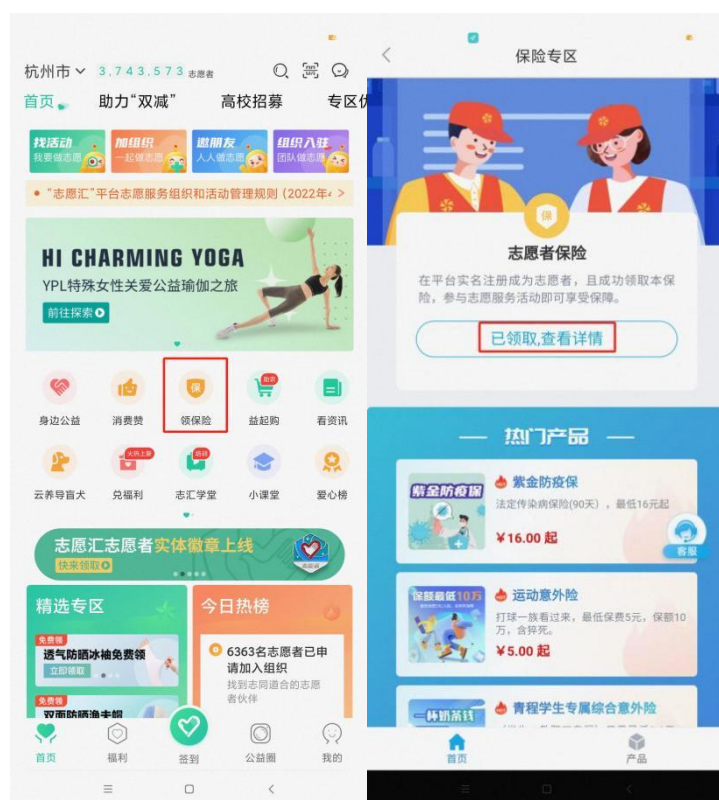 杭州市 3,743,573 志愿者
首页 助力“双减” 高校招募 专区
找活动 加组织 邀朋友 组织入驻
我要做志愿 一起做志愿 人人做志愿 团队做志愿
“志愿汇”平台志愿服务组织和活动管理规则 (2022年 >
HI CHARMING YOGA
YPL特殊女性关爱公益瑜伽之旅
前往探索
保
身边公益 消费赞 领保险 益起购 看资讯
火热上新
云养导盲犬 兑福利 志汇学堂 小课堂 爱心榜
志愿汇志愿者实体徽章上线
快来领取
精选专区
免费领
透气防晒冰袖免费领
立即领取
免费领
双面防晒渔夫帽
今日热榜
6363名志愿者已申
请加入组织
找到志同道合的志愿
者伙伴
首页 福利 签到 公益圈 我的
保险专区
保
志愿者保险
在平台实名注册成为志愿者，且成功领取本保
险，参与志愿服务活动即可享受保障。
已领取,查看详情
热门产品
紫金防疫保
紫金防疫保
法定传染病保险(90天），最低16元起
¥16.00 起
客服
保额最低10万
运动意外险
打球一族看过来，最低保费5元，保额10
万，含猝死。
¥5.00 起
一杯奶茶钱
青程学生专属综合意外险
首页 产品